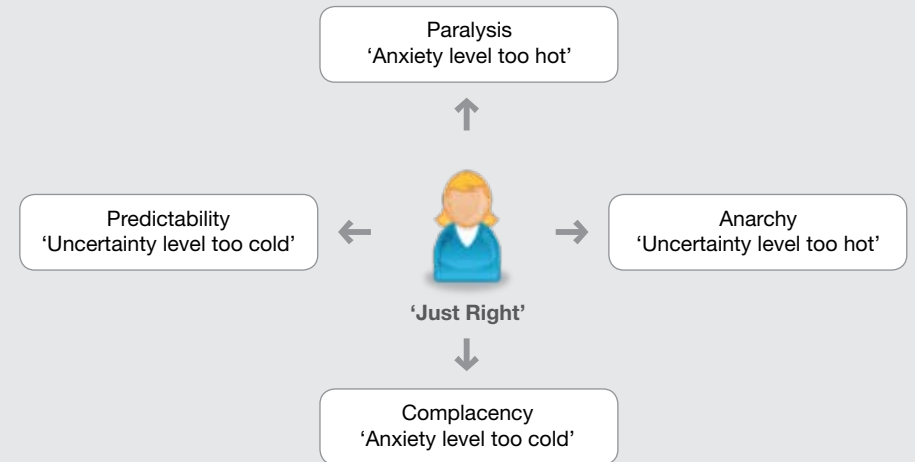 Paralysis
‘Anxiety level too hot’
Predictability
‘Uncertainty level too cold’
Anarchy
‘Uncertainty level too hot’
‘Just Right’
Complacency
‘Anxiety level too cold’